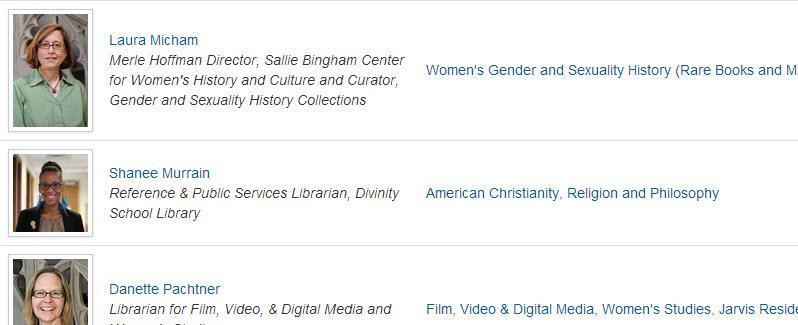 Laura Micham
Merle Hoffman Director, Sallie Bingham Center
for Women's History and Culture and Curator,
Gender and Sexuality History Collections
Women's Gender and Sexuality History (Rare Books and M
Shanee Murrain
Reference & Public Services Librarian, Divinity
School Library
American Christianity, Religion and Philosophy
Danette Pachtner
Librarian for Film, Video, & Digital Media and
Film, Video & Digital Media, Women's Studies, Jarvis Reside